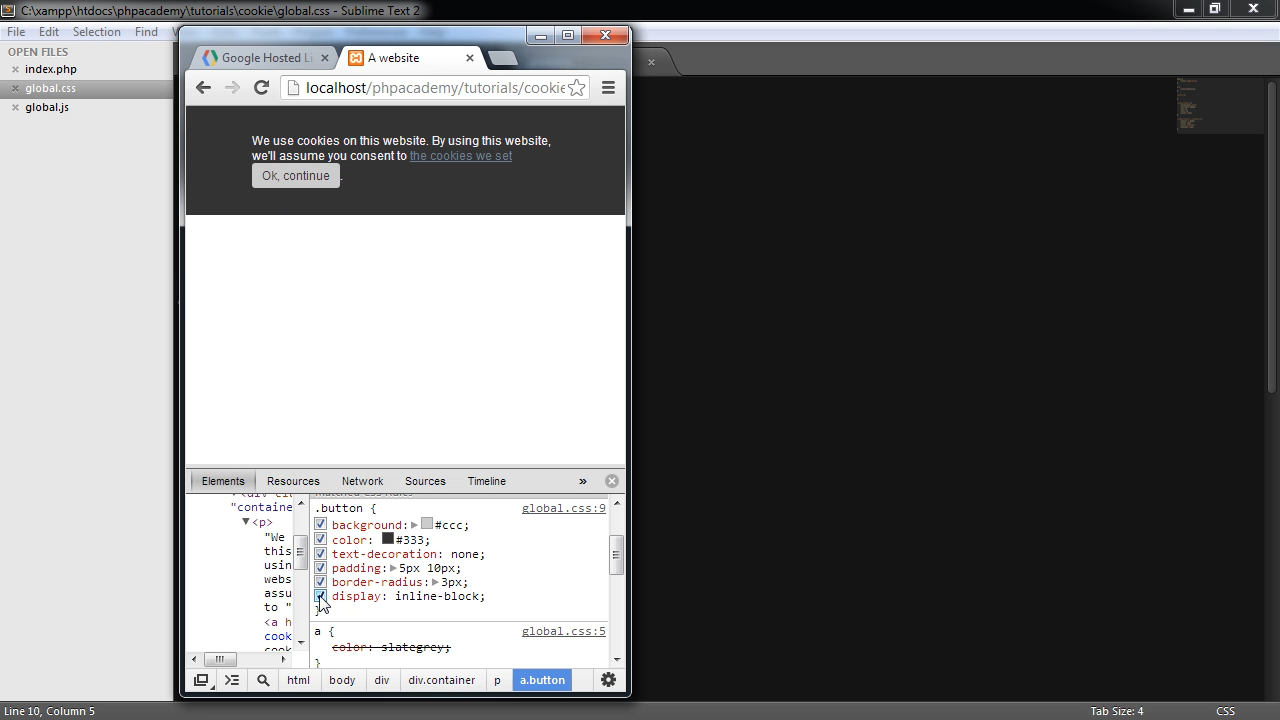 C:\xampp\htdocs\phpacademy\tutorials\cookie\global.css - Sublime Text 2
File Edit Selection Find
OPEN FILES
index.php
global.css
global.js
Google Hosted Li
A website
localhost/phpacademy/tutorials/cookie
We use cookies on this website. By using this website,
we'll assume you consent to the cookies we set
Ok, continue .
Elements Resources Network Sources Timeline »
"containe
<p>
"We
this
usin
webs
assu
to "
<a h
cook
.button { global.css:9
background: #ccc;
color: #333;
text-decoration: none;
padding: 5px 10px;
border-radius: 3px;
display: inline-block;
}
a { global.css:5
color: slategrey;
}
html body div div.container p a.button
Line 10, Column 5
Tab Size: 4
CSS